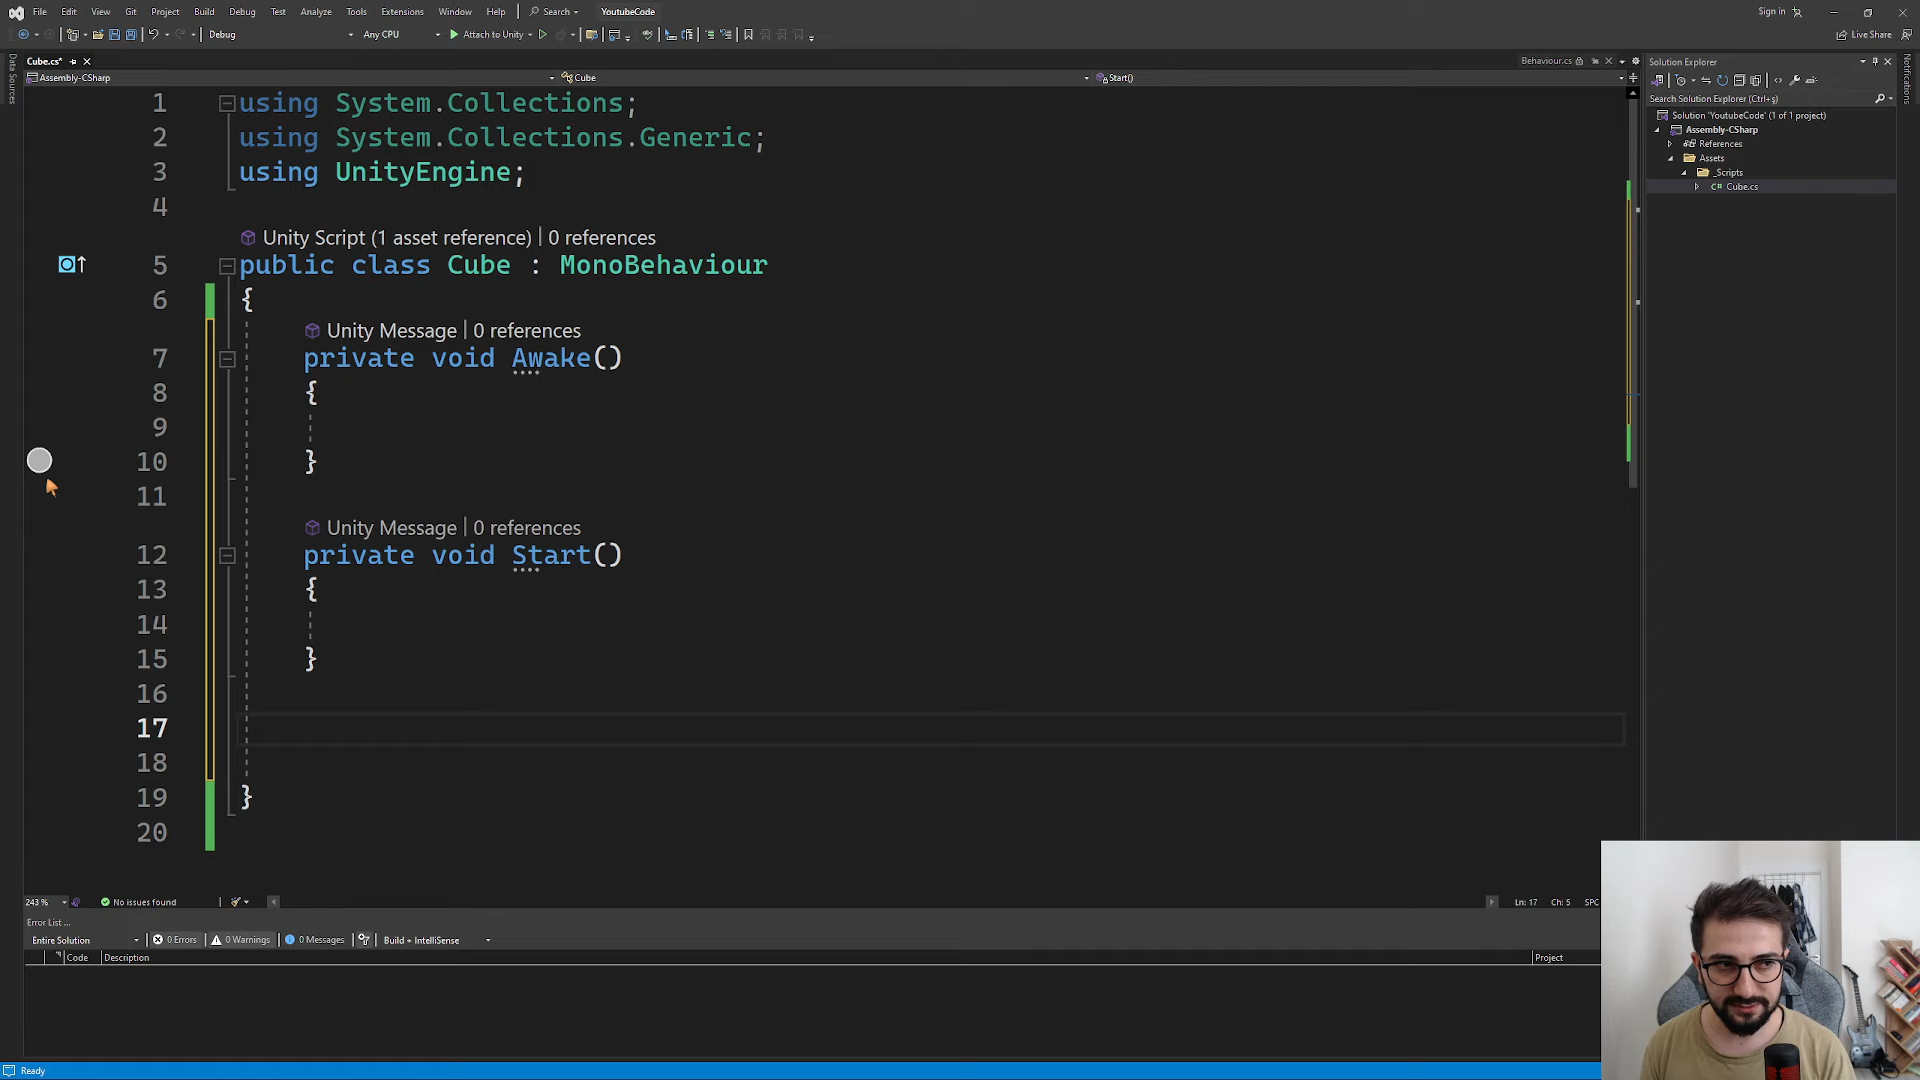 File Edit View Git Project Build Debug Test Analyze Tools Extensions Window Help Search YoutubeCode Sign in
Debug Any CPU Attach to Unity Live Share
Data Sources
Notifications
Cube.cs* Behaviour.cs
Assembly-CSharp Cube Start()
1 using System.Collections;
2 using System.Collections.Generic;
3 using UnityEngine;
4
Unity Script (1 asset reference) | 0 references
5 public class Cube : MonoBehaviour
6 {
Unity Message | 0 references
7 private void Awake()
8 {
9
10 }
11
Unity Message | 0 references
12 private void Start()
13 {
14
15 }
16
17
18
19 }
20
Solution Explorer
Search Solution Explorer (Ctrl+ş)
Solution 'YoutubeCode' (1 of 1 project)
Assembly-CSharp
References
Assets
_Scripts
C# Cube.cs
243 % No issues found Ln: 17 Ch: 5 SPC
Error List ...
Entire Solution 0 Errors 0 Warnings 0 Messages Build + IntelliSense
Code Description Project
Ready